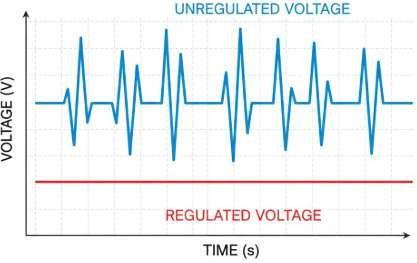 UNREGULATED VOLTAGE
VOLTAGE (V)
REGULATED VOLTAGE
TIME (s)